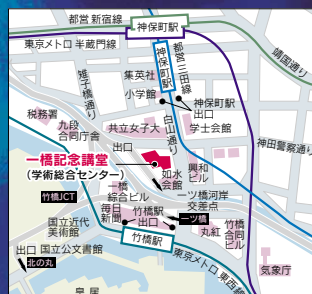 都営 新宿線
神保町駅
東京メトロ 半蔵門線
神保町駅
都営 三田線
靖国通り
雉子橋通り
集英社
小学館
神保町駅
出口
白山通り
税務署
九段
合同庁舎
共立女子大
学士会館
神田警察通り
出口
一橋記念講堂
(学術総合センター)
如水
会館
興和
ビル
竹橋JCT
一橋
総合ビル
一ツ橋河岸
交差点
毎日
新聞
竹橋駅
出口
一ツ橋
丸紅
竹橋
合同
ビル
国立近代
美術館
竹橋駅
出口
国立公文書館
北の丸
東京メトロ 東西線
気象庁
皇居